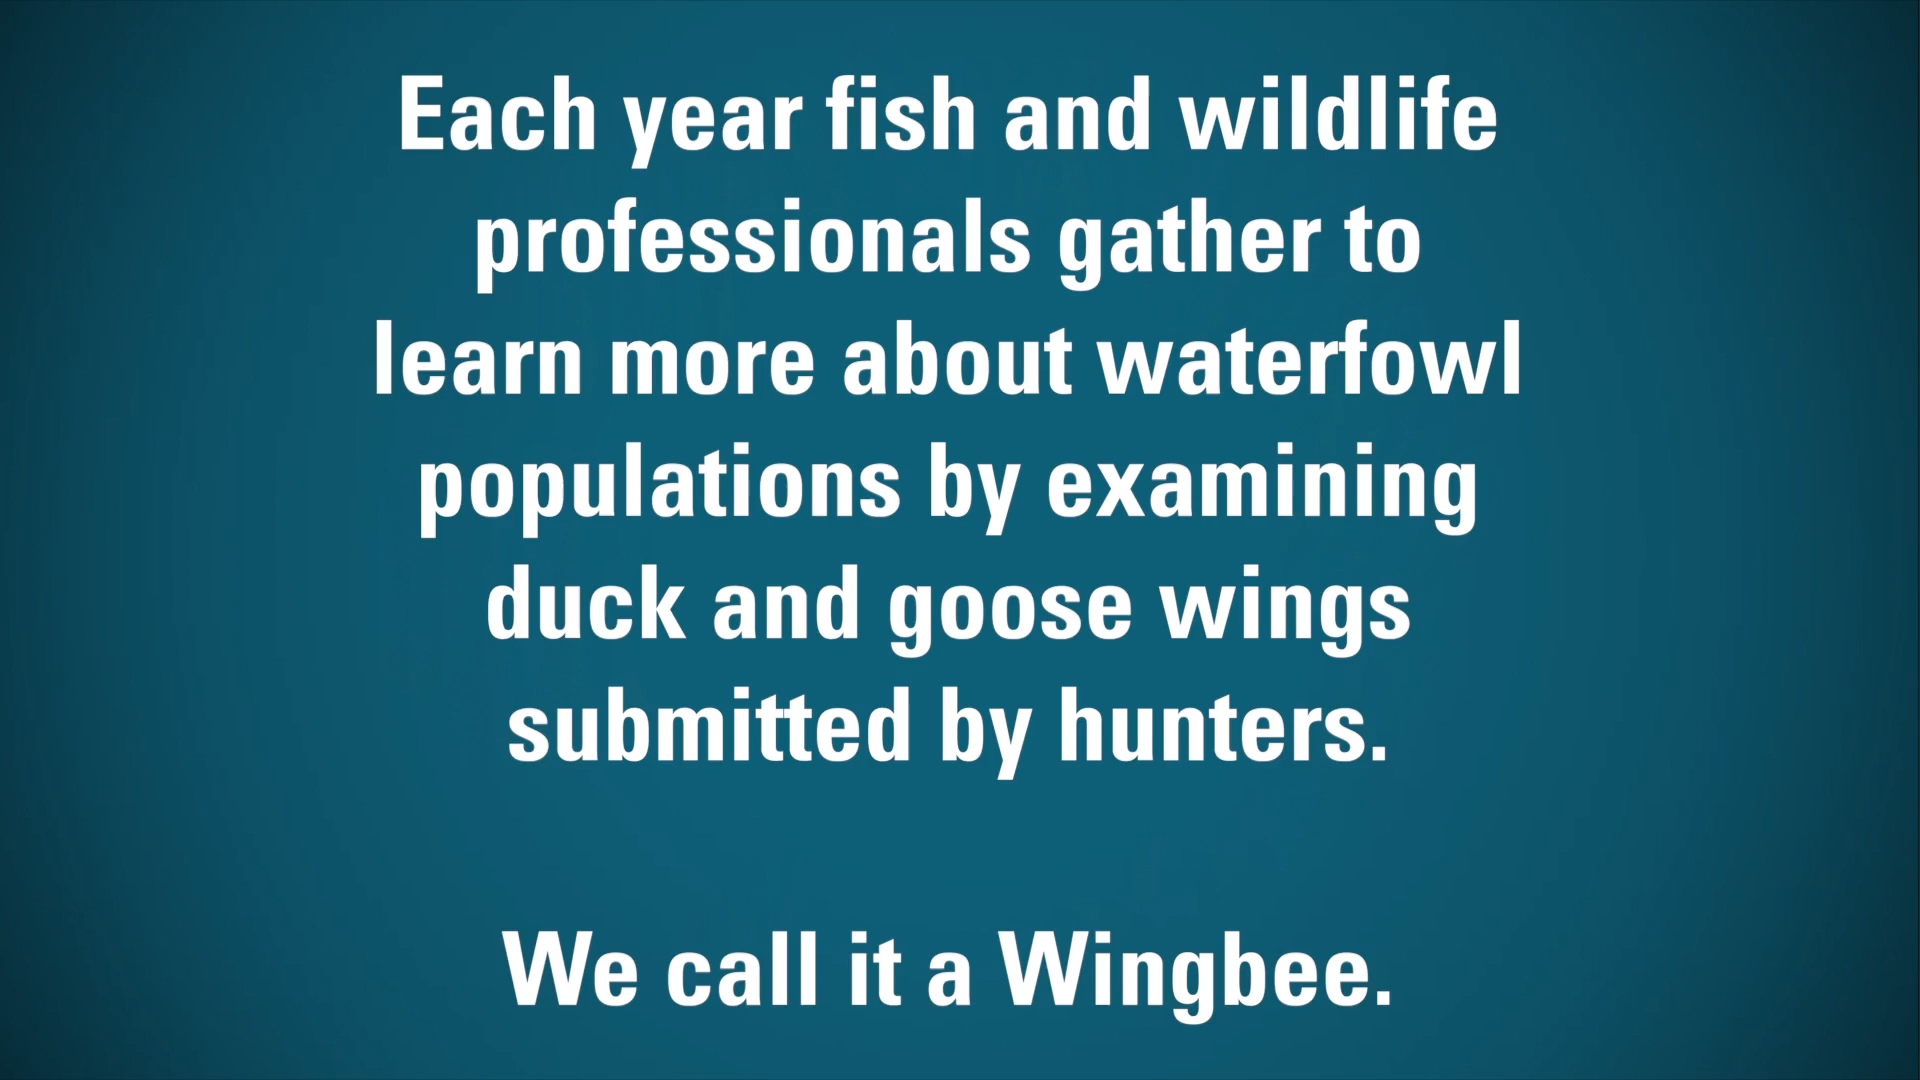 Each year fish and wildlife
professionals gather to
learn more about waterfowl
populations by examining
duck and goose wings
submitted by hunters.
We call it a Wingbee.